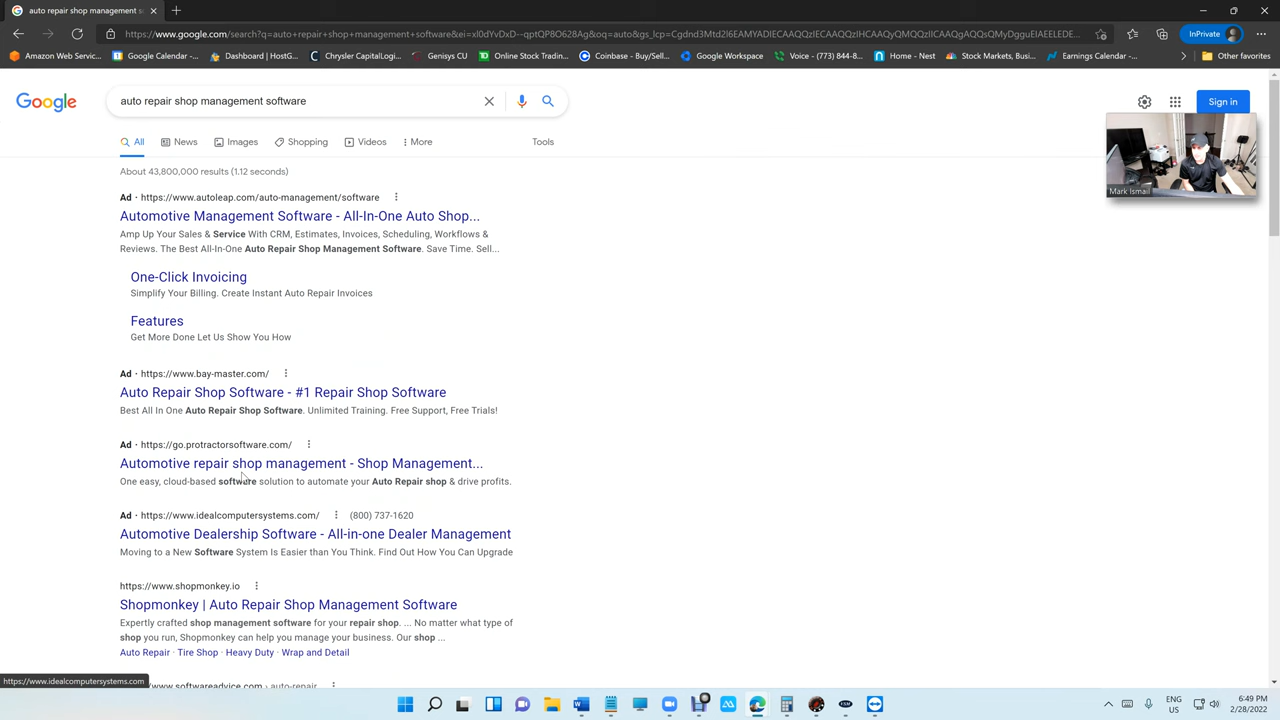 auto repair shop management s
https://www.google.com/search?q=auto+repair+shop+management+software&ei=xl0dYvDxD--qptQP8O628Ag&oq=auto&gs_lcp=
InPrivate
Amazon Web Servic...
Google Calendar -...
Dashboard | HostG...
Chrysler CapitalLogi...
Genisys CU
Online Stock Tradin...
Coinbase - Buy/Sell...
Google Workspace
Voice - (773) 844-8...
Home - Nest
Stock Markets, Busi...
Earnings Calendar -...
Other favorites
Google
auto repair shop management software
Sign in
All News Images Shopping Videos More Tools
About 43,800,000 results (1.12 seconds)
Mark Ismail
Ad · https://www.autoleap.com/auto-management/software
Automotive Management Software - All-In-One Auto Shop...
Amp Up Your Sales & Service With CRM, Estimates, Invoices, Scheduling, Workflows &
Reviews. The Best All-In-One Auto Repair Shop Management Software. Save Time. Sell...
One-Click Invoicing
Simplify Your Billing. Create Instant Auto Repair Invoices
Features
Get More Done Let Us Show You How
Ad · https://www.bay-master.com/
Auto Repair Shop Software - #1 Repair Shop Software
Best All In One Auto Repair Shop Software. Unlimited Training. Free Support, Free Trials!
Ad · https://go.protractorsoftware.com/
Automotive repair shop management - Shop Management...
One easy, cloud-based software solution to automate your Auto Repair shop & drive profits.
Ad · https://www.idealcomputersystems.com/ (800) 737-1620
Automotive Dealership Software - All-in-one Dealer Management
Moving to a New Software System Is Easier than You Think. Find Out How You Can Upgrade
https://www.shopmonkey.io
Shopmonkey | Auto Repair Shop Management Software
Expertly crafted shop management software for your repair shop. ... No matter what type of
shop you run, Shopmonkey can help you manage your business. Our shop ...
Auto Repair · Tire Shop · Heavy Duty · Wrap and Detail
https://www.idealcomputersystems.com
www.softwareadvice.com › auto-repair
ENG
US
6:49 PM
2/28/2022